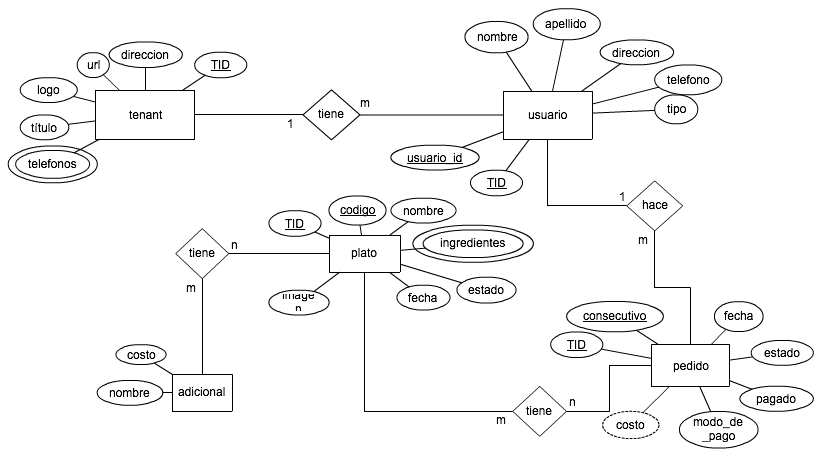 nombre
apellido
direccion
url
direccion
TID
telefono
logo
tipo
tenant
1
tiene
m
usuario
título
telefonos
usuario_id
TID
1
hace
m
TID
codigo
nombre
tiene
n
m
plato
ingredientes
imagen
n
fecha
estado
consecutivo
fecha
TID
estado
pedido
costo
nombre
adicional
pagado
m
tiene
n
costo
modo_de
_pago